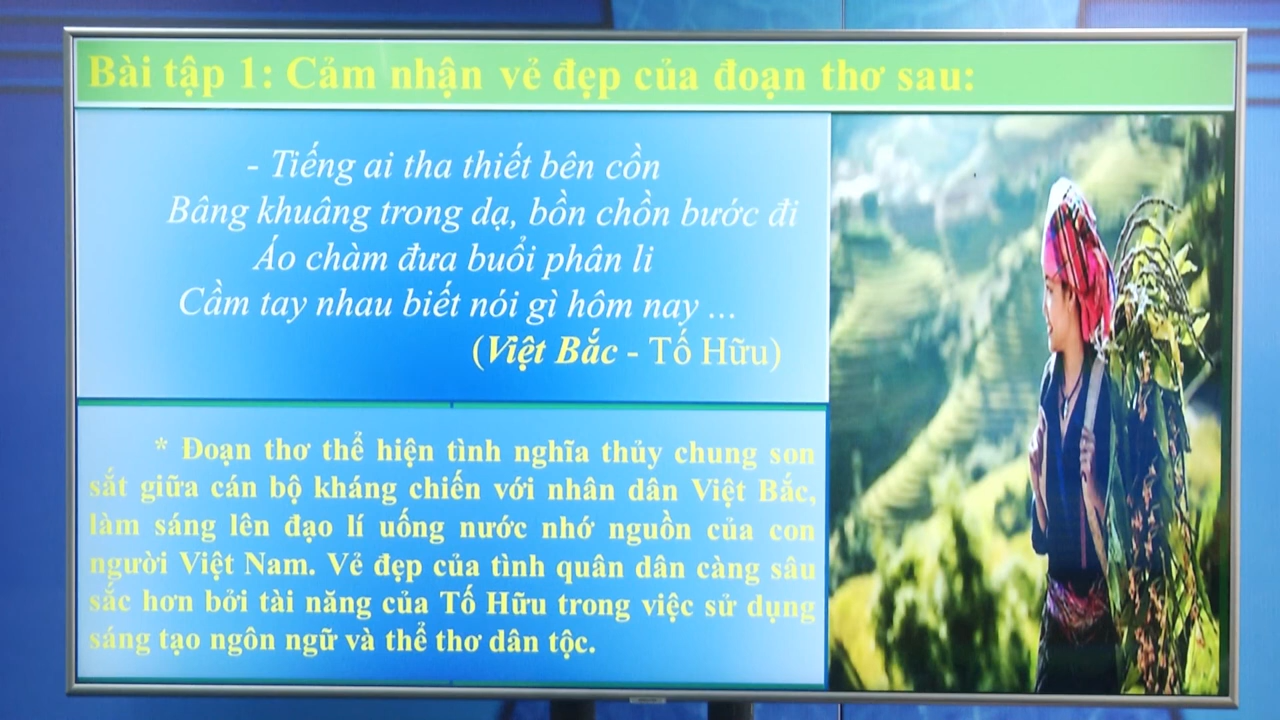 Bài tập 1: Cảm nhận vẻ đẹp của đoạn thơ sau:
- Tiếng ai tha thiết bên cồn
Bâng khuâng trong dạ, bồn chồn bước đi
Áo chàm đưa buổi phân li
Cầm tay nhau biết nói gì hôm nay ...
(Việt Bắc - Tố Hữu)
* Đoạn thơ thể hiện tình nghĩa thủy chung son
sắt giữa cán bộ kháng chiến với nhân dân Việt Bắc,
làm sáng lên đạo lí uống nước nhớ nguồn của con
người Việt Nam. Vẻ đẹp của tình quân dân càng sâu
sắc hơn bởi tài năng của Tố Hữu trong việc sử dụng
sáng tạo ngôn ngữ và thể thơ dân tộc.